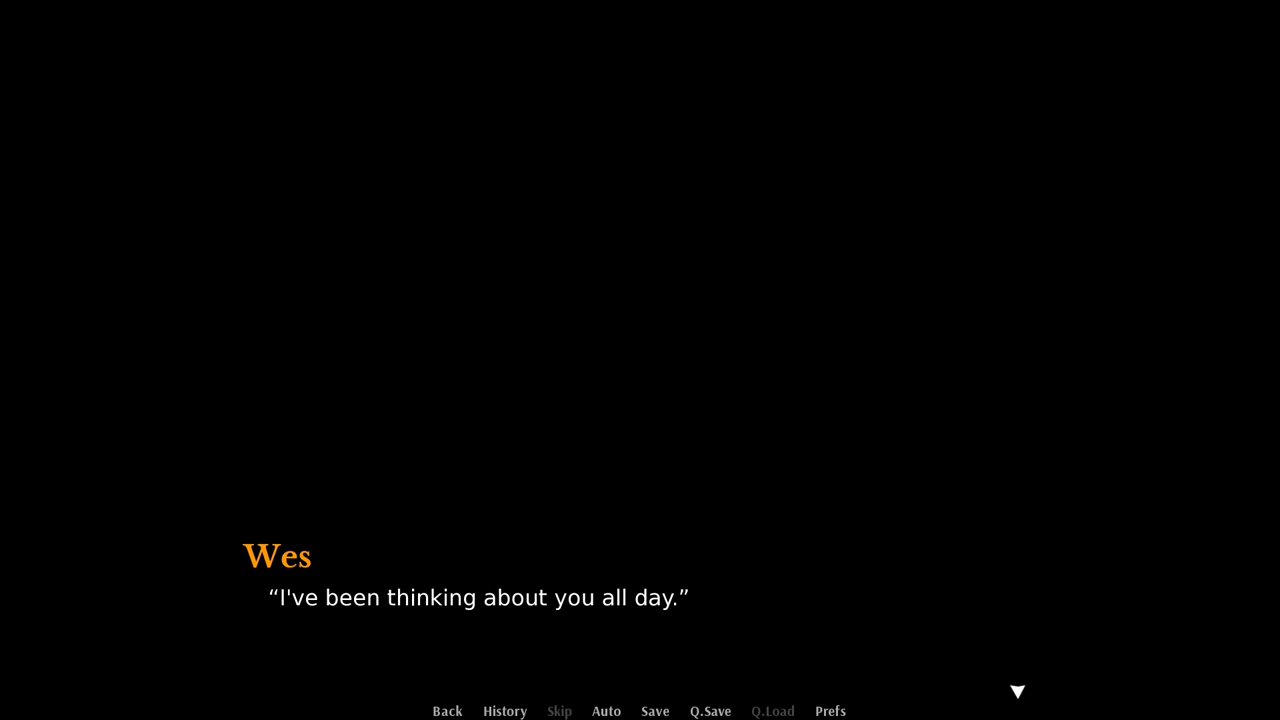 Wes
“I've been thinking about you all day.”
Back History Skip Auto Save Q.Save Q.Load Prefs